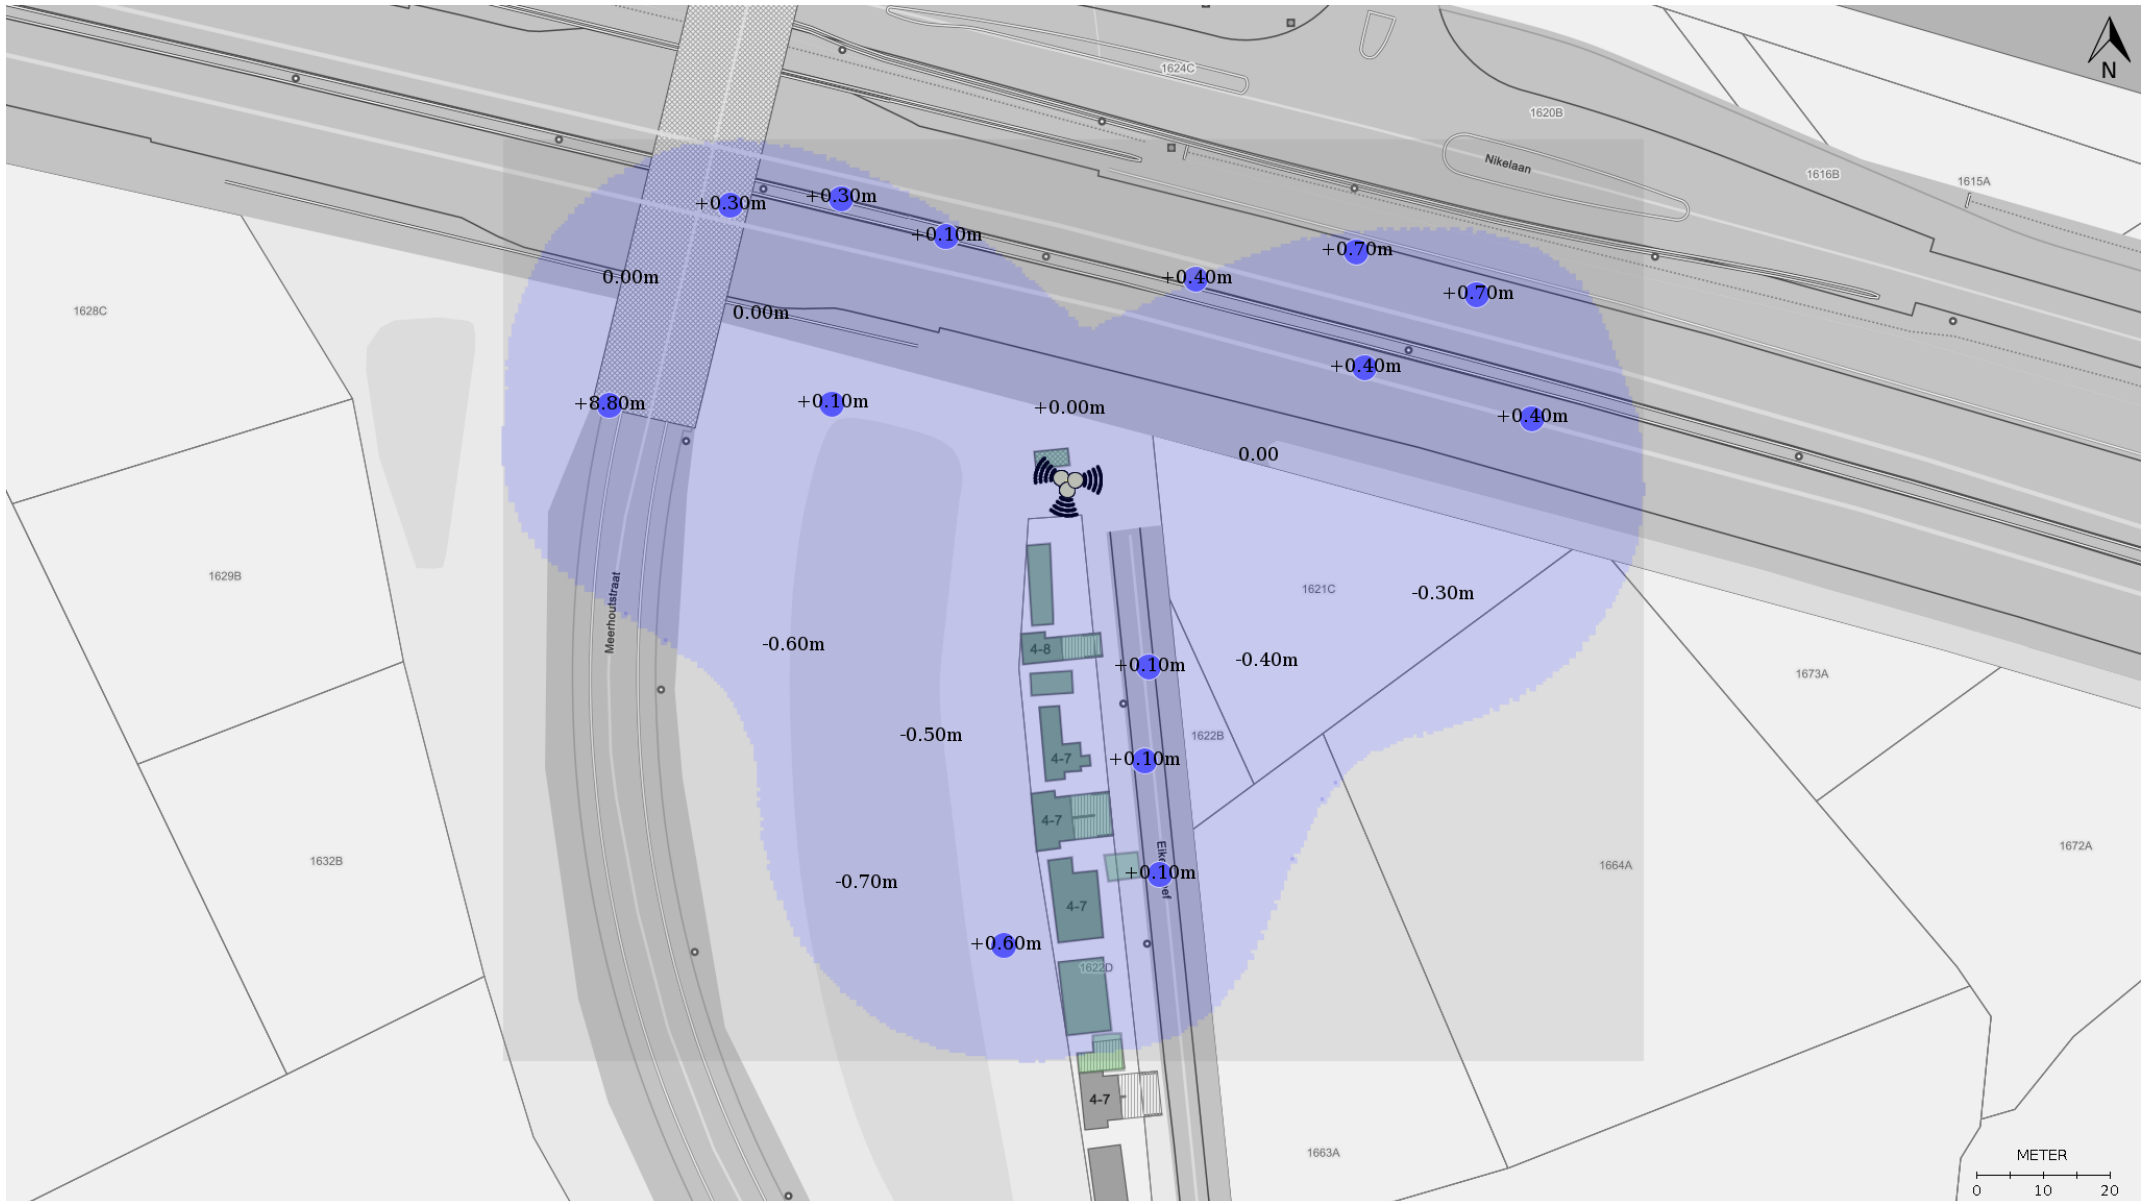 N
1624C
1620B
Nikelaan
1616B
1615A
+0.30m
+0.30m
+0.10m
+0.70m
0.00m
+0.40m
+0.70m
1628C
0.00m
+0.40m
+8.80m
+0.10m
+0.00m
+0.40m
0.00
1629B
Meerhoutstraat
1621C
-0.30m
-0.60m
4-8
+0.10m
-0.40m
1673A
-0.50m
1622B
4-7
+0.10m
4-7
1632B
1672A
-0.70m
+0.10m
1664A
4-7
+0.60m
1622D
4-7
1663A
METER
0 10 20